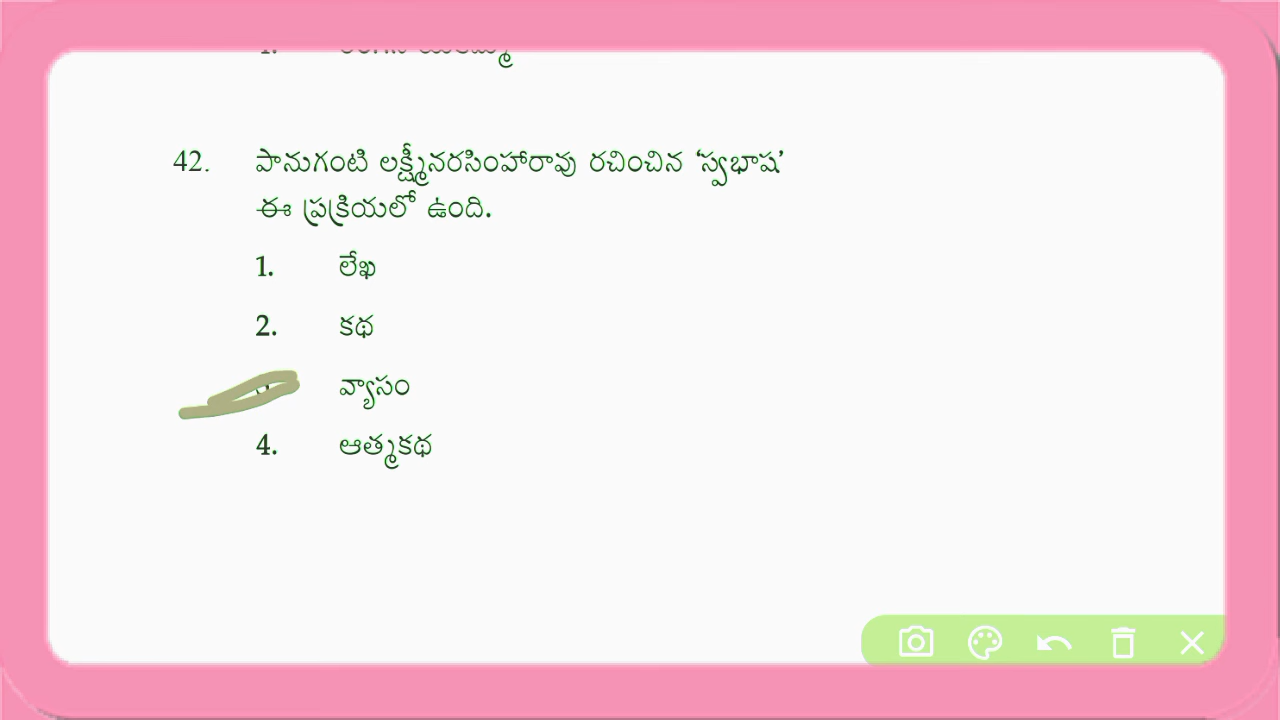 42. పానుగంటి లక్ష్మీనరసింహారావు రచించిన ‘స్వభాష’
ఈ ప్రక్రియలో ఉంది.
1. లేఖ
2. కథ
వ్యాసం
4. ఆత్మకథ